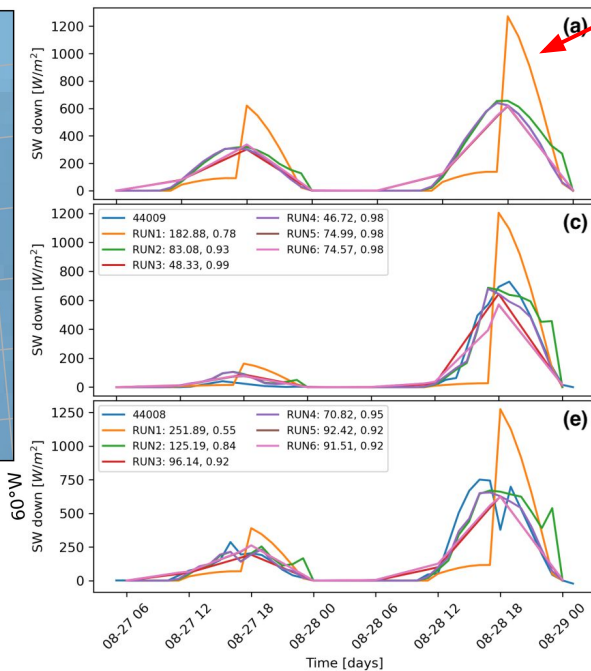 (a)
SW down [W/m²]
1200
1000
800
600
400
200
0
(c)
SW down [W/m²]
1200
1000
800
600
400
200
0
44009
RUN1: 182.88, 0.78
RUN2: 83.08, 0.93
RUN3: 48.33, 0.99
RUN4: 46.72, 0.98
RUN5: 74.99, 0.98
RUN6: 74.57, 0.98
(e)
SW down [W/m²]
1250
1000
750
500
250
0
44008
RUN1: 251.89, 0.55
RUN2: 125.19, 0.84
RUN3: 96.14, 0.92
RUN4: 70.82, 0.95
RUN5: 92.42, 0.92
RUN6: 91.51, 0.92
60°W
08-27 06
08-27 12
08-27 18
08-28 00
08-28 06
08-28 12
08-28 18
08-29 00
Time [days]